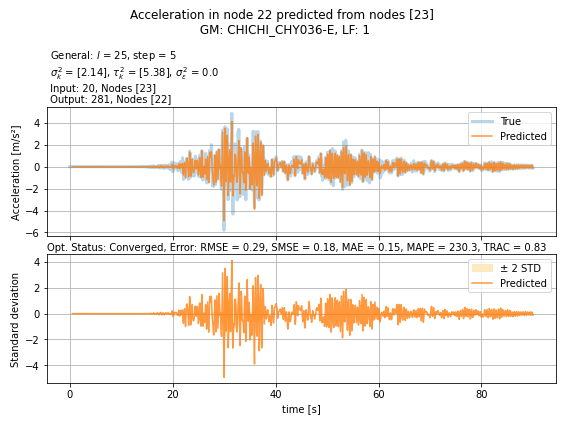 Acceleration in node 22 predicted from nodes [23]
GM: CHICHI_CHY036-E, LF: 1
General: l = 25, step = 5
σ²ₖ = [2.14], τ²ₖ = [5.38], σ²ₑ = 0.0
Input: 20, Nodes [23]
Output: 281, Nodes [22]
Acceleration [m/s²]
4
2
0
−2
−4
−6
True
Predicted
Opt. Status: Converged, Error: RMSE = 0.29, SMSE = 0.18, MAE = 0.15, MAPE = 230.3, TRAC = 0.83
Standard deviation
4
2
0
−2
−4
± 2 STD
Predicted
0 20 40 60 80
time [s]